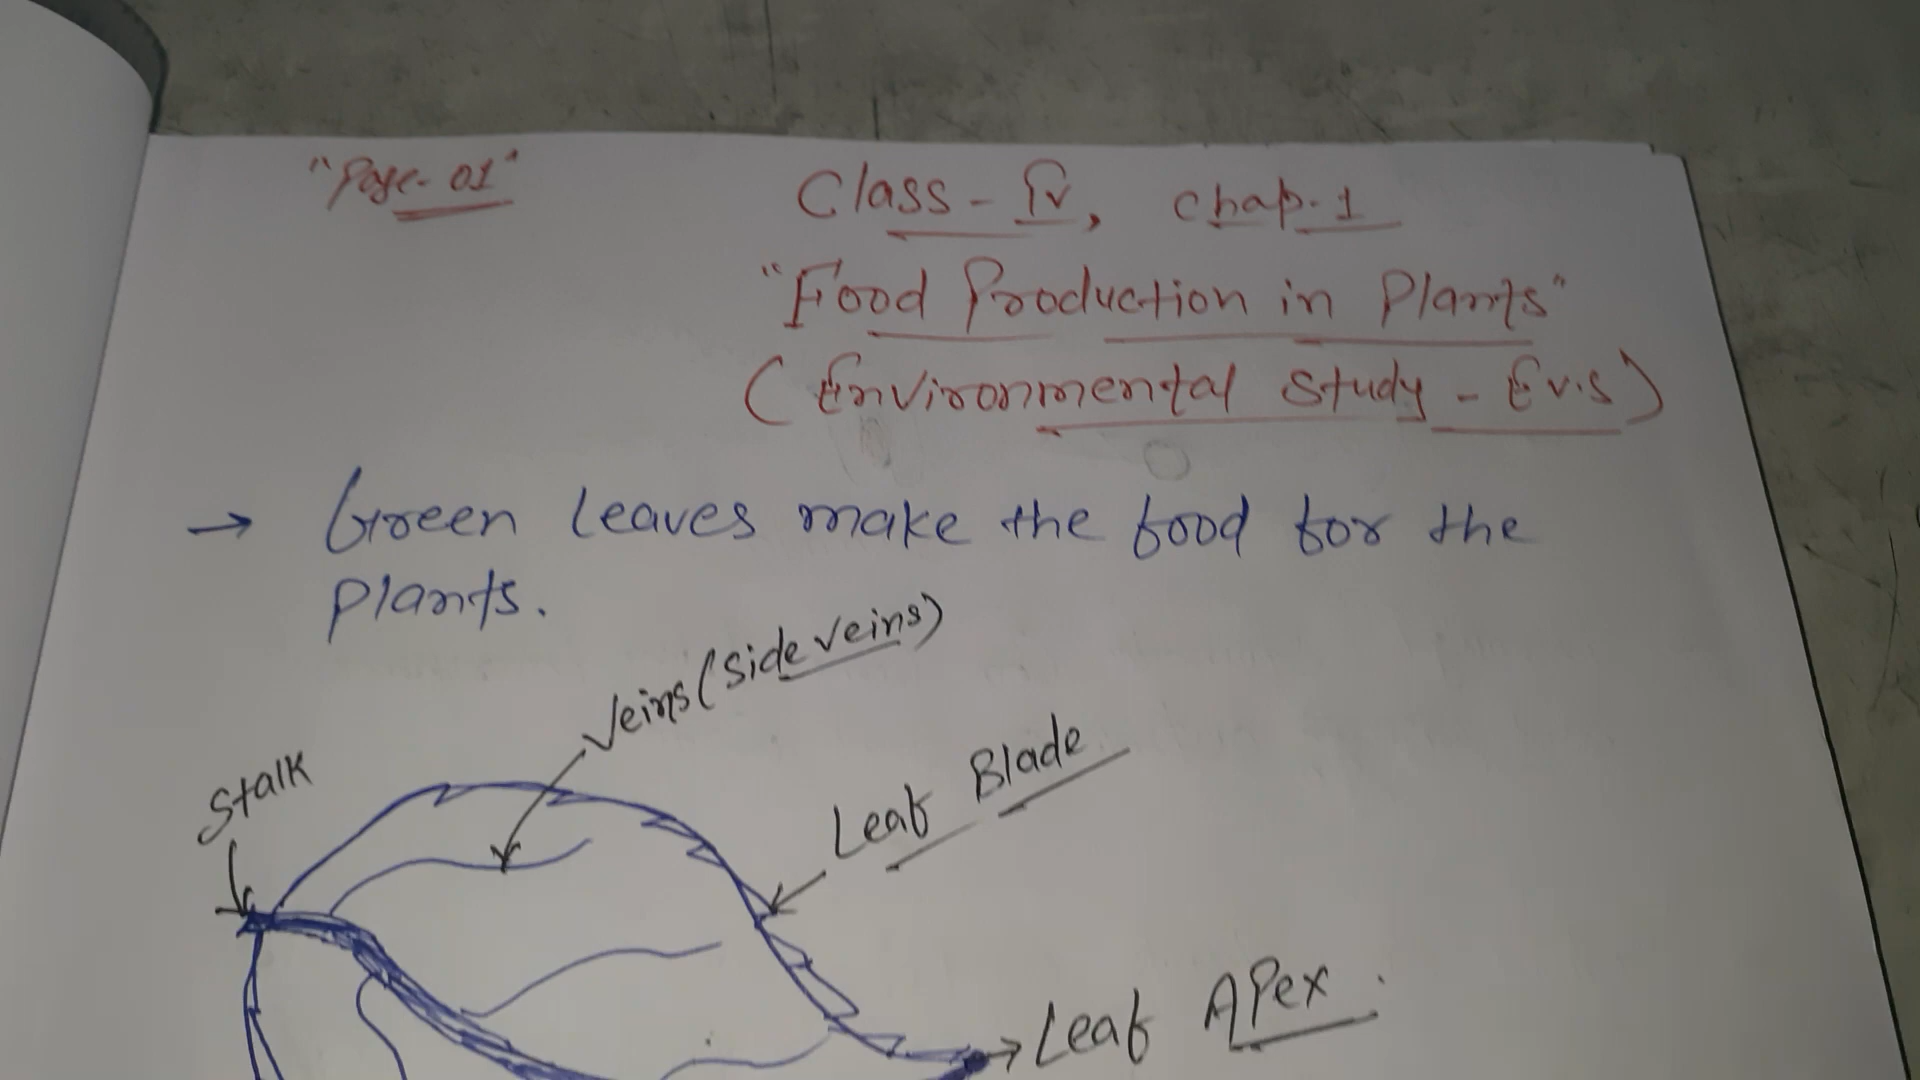 "Page-01"
Class-IV, Chap.1
"Food Production in Plants"
(Environmental Study - Ev.s)
→ Green leaves make the food for the
Plants.
Veins (side veins)
Stalk
Leaf Blade
Leaf Apex.